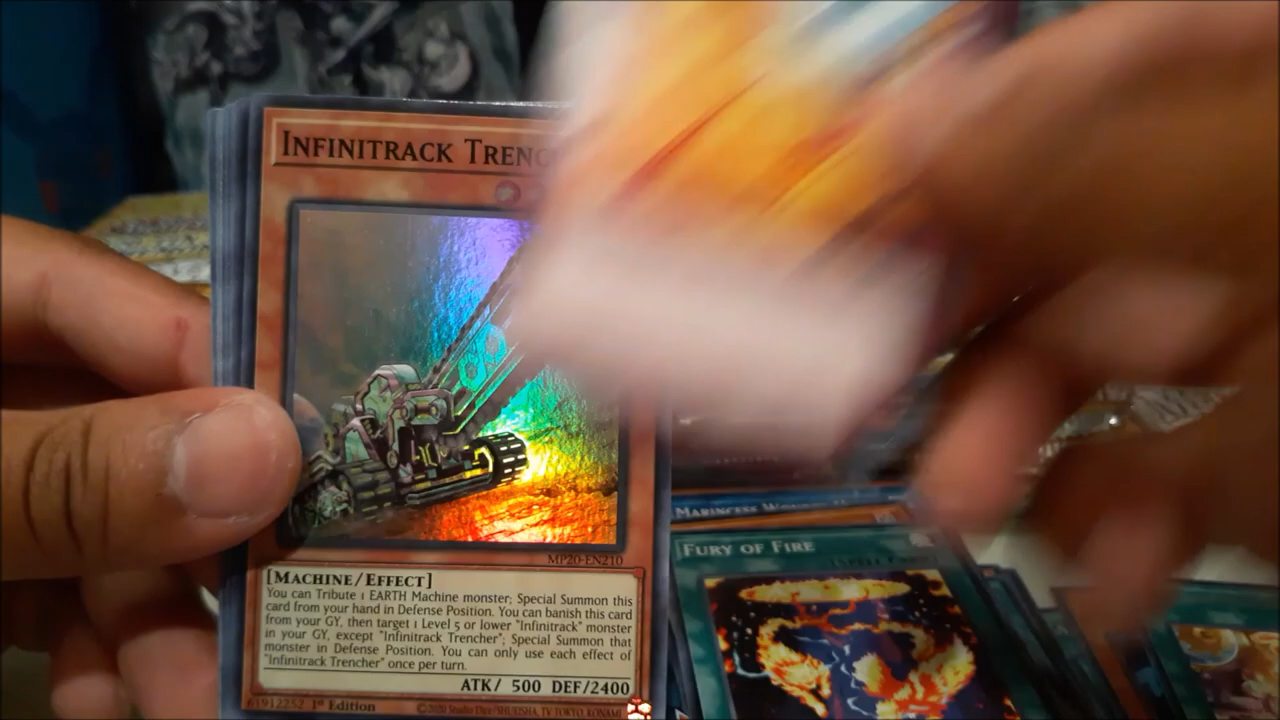 INFINITRACK TRENC
MP20-EN210
[MACHINE/EFFECT]
You can Tribute 1 EARTH Machine monster; Special Summon this
card from your hand in Defense Position. You can banish this card
from your GY, then target 1 Level 5 or lower "Infinitrack" monster
in your GY, except "Infinitrack Trencher"; Special Summon that
monster in Defense Position. You can only use each effect of
"Infinitrack Trencher" once per turn.
ATK/ 500 DEF/2400
61912252 1st Edition
©2020 Studio Dice/SHUEISHA, TV TOKYO, KONAMI
MARINCESS
FURY OF FIRE